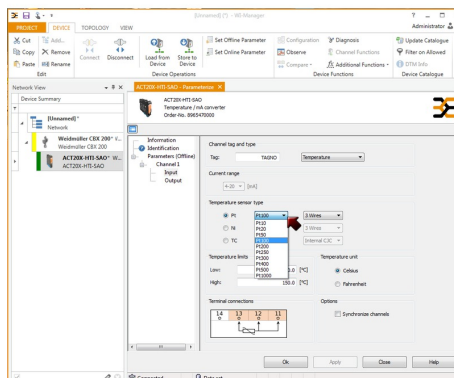 [Unnamed] (*) - WI-Manager
PROJECT DEVICE TOPOLOGY VIEW Administrator
Cut Add... Configuration Diagnosis Update Catalogue
Copy Remove Connect Disconnect Load from Device Store to Device Set Offline Parameter Set Online Parameter Observe Channel Functions Filter on Allowed
Paste Rename Compare Additional Functions DTM Info
Edit Device Operations Device Functions Device Catalogue
Network View ACT20X-HTI-SAO - Parameterise
Device Summary
[Unnamed] *
Network
Weidmüller CBX 200*
Weidmüller CBX 200
ACT20X-HTI-SAO*
ACT20X-HTI-SAO
ACT20X-HTI-SAO
Temperature / mA converter
Order-No. 8965470000
Information
Identification
Parameters (Offline)
Channel 1
Input
Output
Channel tag and type
Tag: TAGNO Temperature
Current range
4-20 [mA]
Temperature sensor type
Pt Pt100 3 Wires
Ni 3 Wires
TC Internal CJC
Pt10
Pt20
Pt50
Pt100
Pt200
Pt250
Pt300
Pt400
Pt500
Pt1000
Temperature limits
Low: 0.0 [°C]
High: 150.0 [°C]
Temperature unit
Celsius
Fahrenheit
Terminal connections
14 13 12 11
Options
Synchronize channels
Ok Apply Close Help
Connected Data set